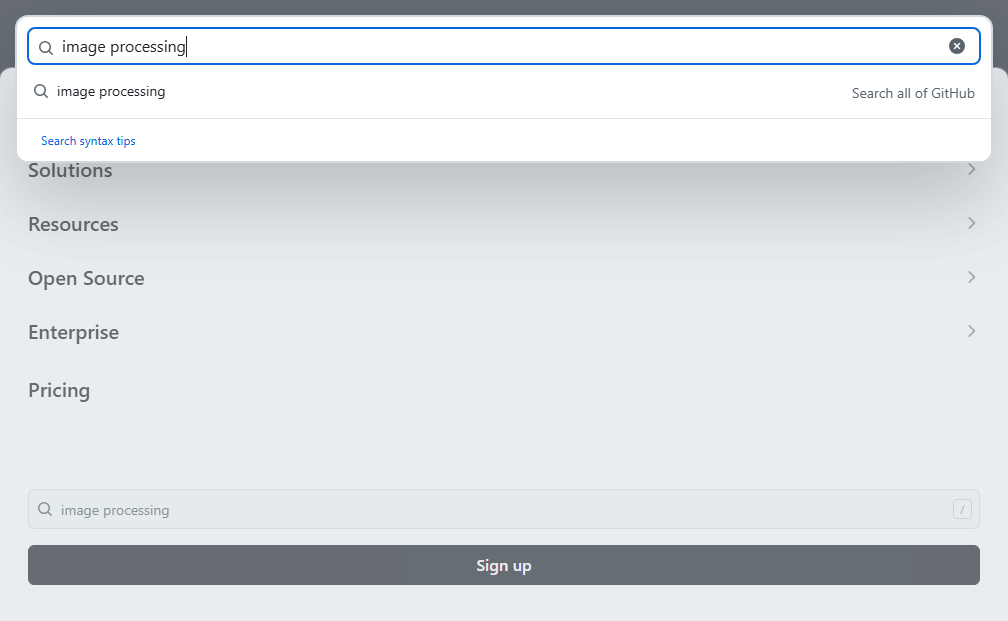 image processing
image processing Search all of GitHub
Search syntax tips
Solutions
Resources
Open Source
Enterprise
Pricing
image processing /
Sign up